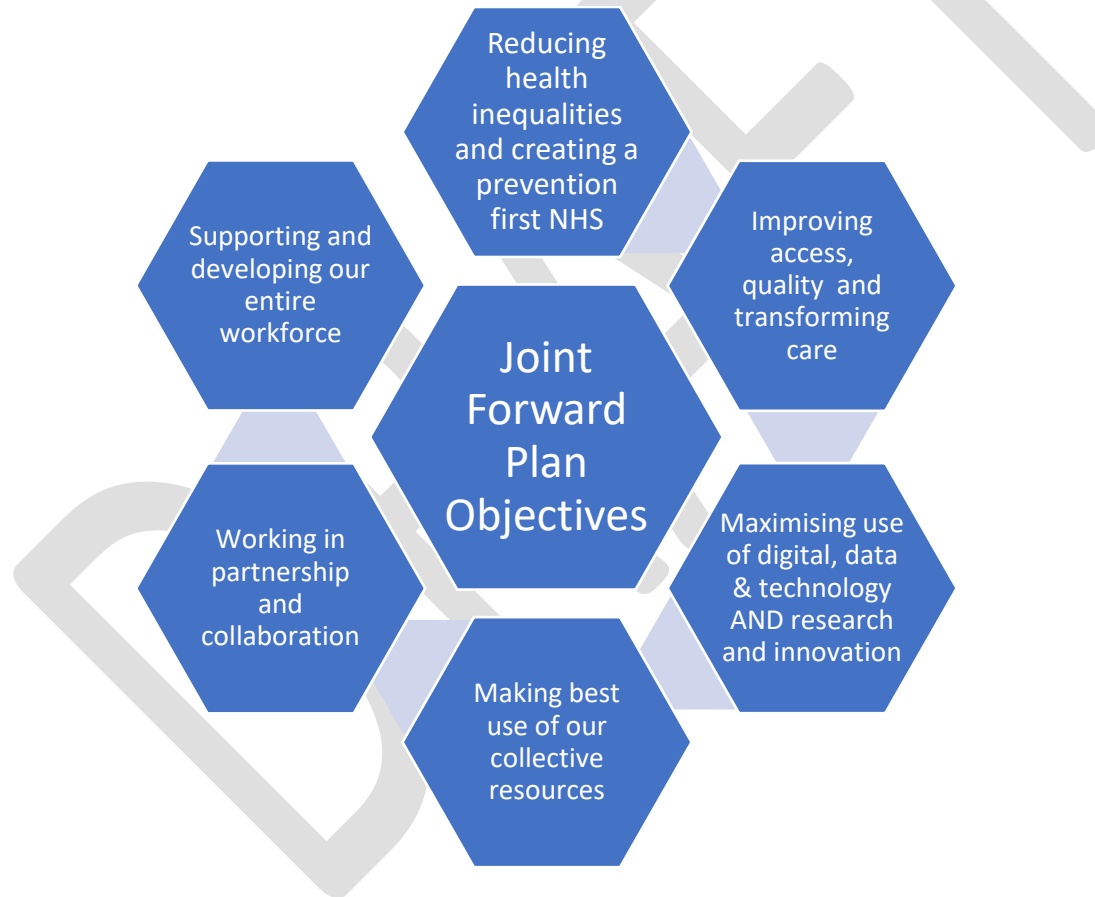 Reducing
health
inequalities
and creating a
prevention
first NHS
Improving
access,
quality and
transforming
care
Maximising use
of digital, data
& technology
AND research
and innovation
Making best
use of our
collective
resources
Working in
partnership
and
collaboration
Supporting and
developing our
entire
workforce
Joint
Forward
Plan
Objectives